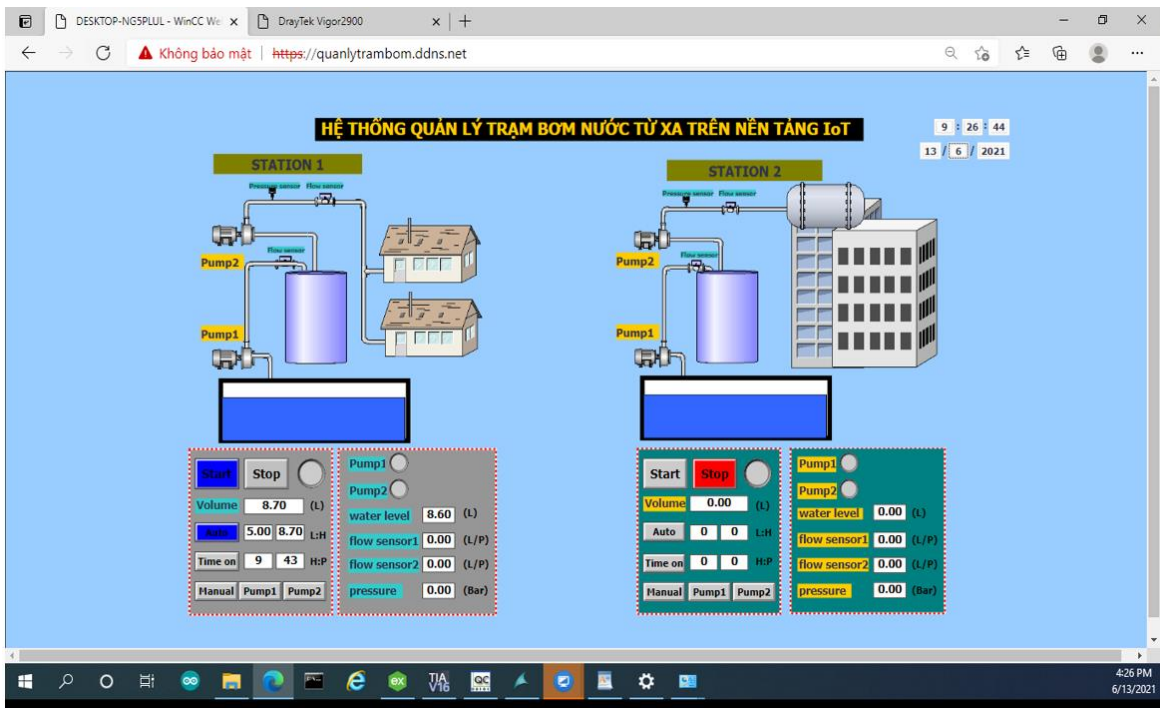 DESKTOP-NG5PLUL - WinCC We
DrayTek Vigor2900
Không bảo mật | https://quanlytrambom.ddns.net
HỆ THỐNG QUẢN LÝ TRẠM BƠM NƯỚC TỪ XA TRÊN NỀN TẢNG IoT
9 : 26 : 44
13 / 6 / 2021
STATION 1
Pressure sensor Flow sensor
Flow sensor
Pump2
Pump1
STATION 2
Pressure sensor Flow sensor
Flow sensor
Pump2
Pump1
Start Stop
Volume 8.70 (L)
Auto 5.00 8.70 L:H
Time on 9 43 H:P
Manual Pump1 Pump2
Pump1
Pump2
water level 8.60 (L)
flow sensor1 0.00 (L/P)
flow sensor2 0.00 (L/P)
pressure 0.00 (Bar)
Start Stop
Volume 0.00 (L)
Auto 0 0 L:H
Time on 0 0 H:P
Manual Pump1 Pump2
Pump1
Pump2
water level 0.00 (L)
flow sensor1 0.00 (L/P)
flow sensor2 0.00 (L/P)
pressure 0.00 (Bar)
ex
TIA V16
QC
4:26 PM
6/13/2021